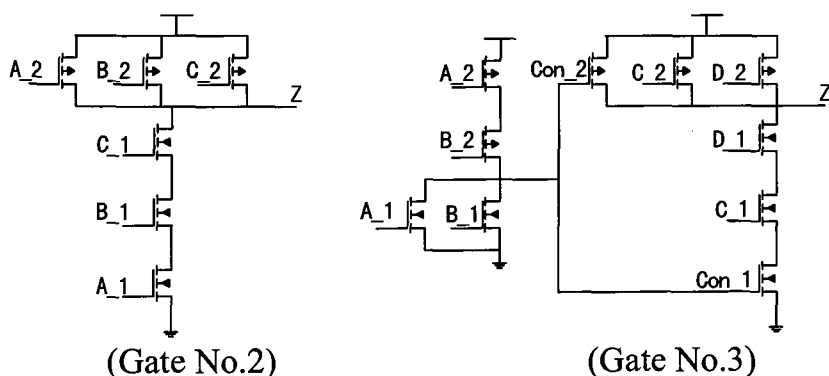 A_2
B_2
C_2
Z
C_1
B_1
A_1
(Gate No.2)
A_2
B_2
A_1
B_1
Con_2
C_2
D_2
Z
D_1
C_1
Con_1
(Gate No.3)